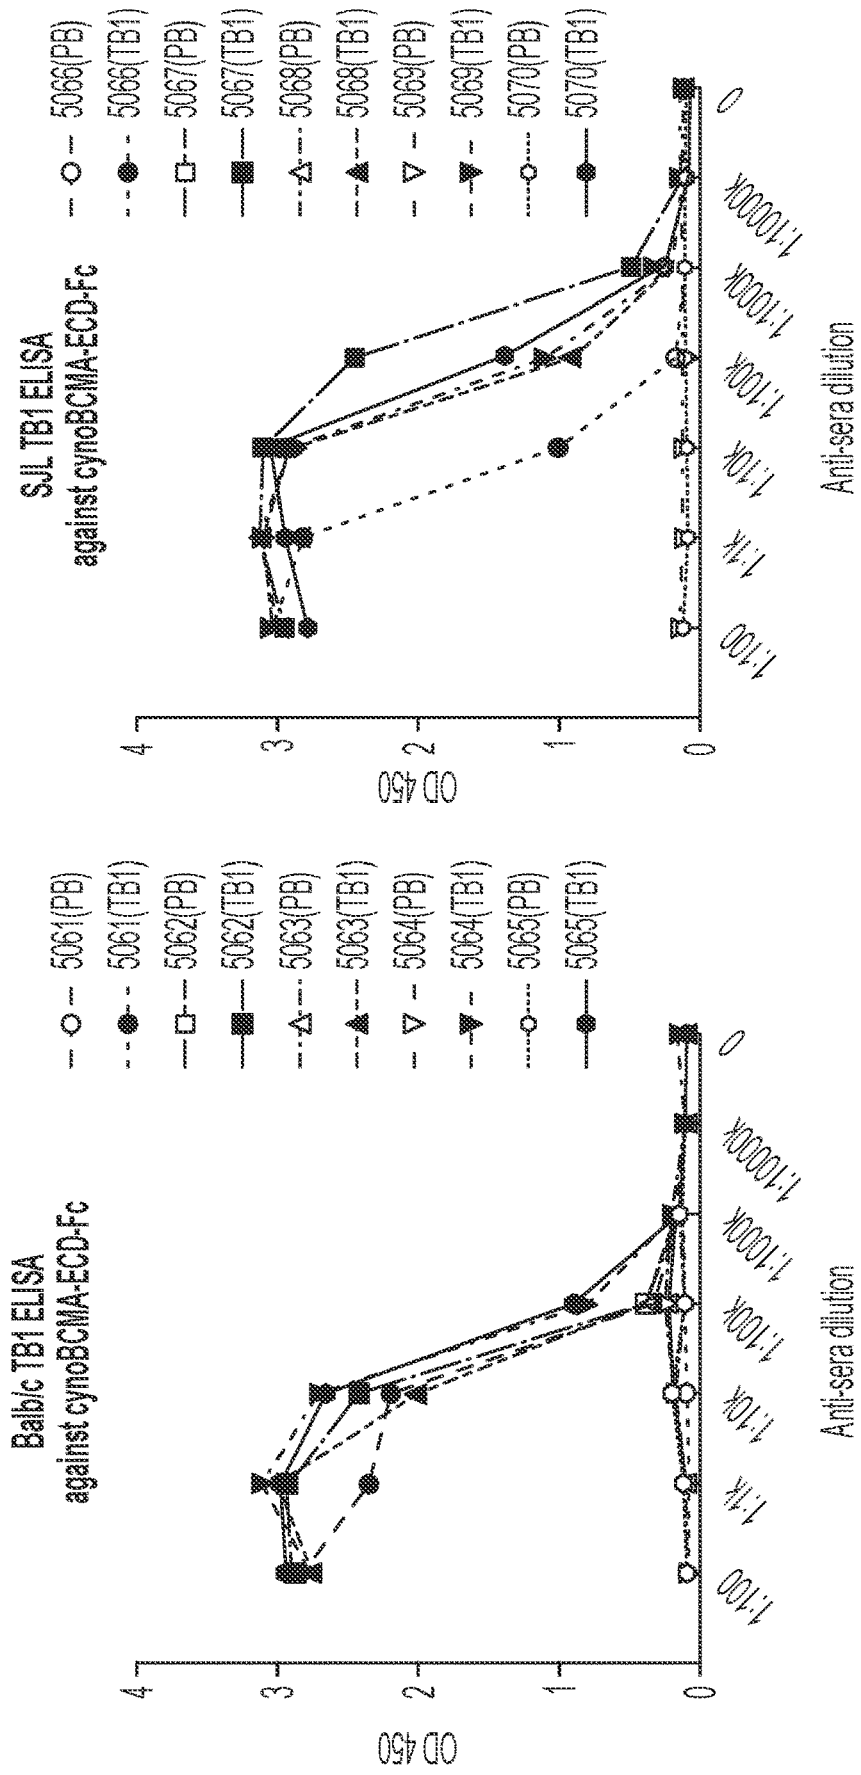 Balb/c TB1 ELISA
against cynoBCMA-ECD-Fc
OD 450
4
3
2
1
0
1:100
1:1k
1:10k
1:100k
1:1000k
1:10000k
0
Anti-sera dilution
5061(PB)
5061(TB1)
5062(PB)
5062(TB1)
5063(PB)
5063(TB1)
5064(PB)
5064(TB1)
5065(PB)
5065(TB1)
SJL TB1 ELISA
against cynoBCMA-ECD-Fc
OD 450
4
3
2
1
0
1:100
1:1k
1:10k
1:100k
1:1000k
1:10000k
0
Anti-sera dilution
5066(PB)
5066(TB1)
5067(PB)
5067(TB1)
5068(PB)
5068(TB1)
5069(PB)
5069(TB1)
5070(PB)
5070(TB1)